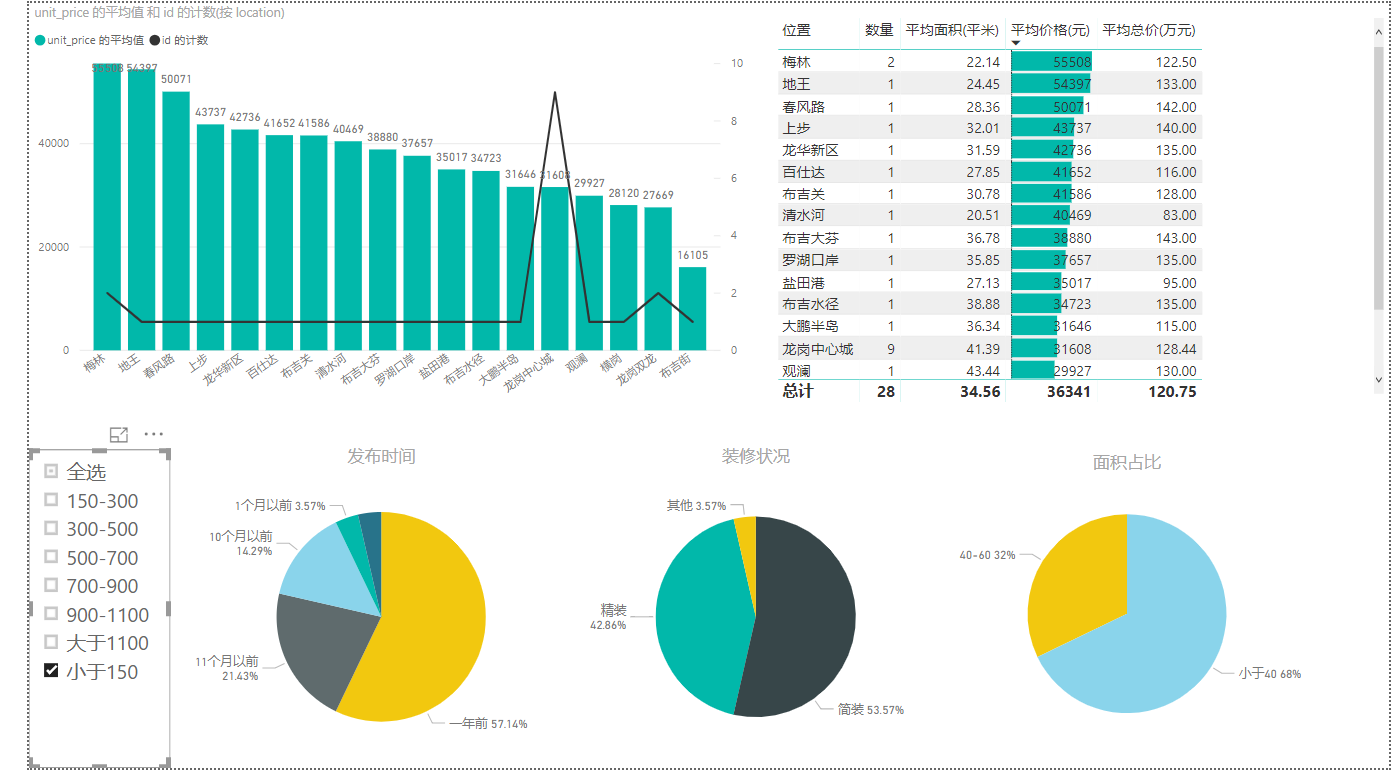 unit_price 的平均值 和 id 的计数(按 location)
unit_price 的平均值 id 的计数
55508
54397
50071
43737
42736
41652
41586
40469
38880
37657
35017
34723
31646
31608
29927
28120
27669
16105
40000
20000
0
10
8
6
4
2
0
梅林
地王
春风路
上步
龙华新区
百仕达
布吉关
清水河
布吉大芬
罗湖口岸
盐田港
布吉水径
大鹏半岛
龙岗中心城
观澜
横岗
龙岗双龙
布吉街
位置 数量 平均面积(平米) 平均价格(元) 平均总价(万元)
梅林 2 22.14 55508 122.50
地王 1 24.45 54397 133.00
春风路 1 28.36 50071 142.00
上步 1 32.01 43737 140.00
龙华新区 1 31.59 42736 135.00
百仕达 1 27.85 41652 116.00
布吉关 1 30.78 41586 128.00
清水河 1 20.51 40469 83.00
布吉大芬 1 36.78 38880 143.00
罗湖口岸 1 35.85 37657 135.00
盐田港 1 27.13 35017 95.00
布吉水径 1 38.88 34723 135.00
大鹏半岛 1 36.34 31646 115.00
龙岗中心城 9 41.39 31608 128.44
观澜 1 43.44 29927 130.00
总计 28 34.56 36341 120.75
全选
150-300
300-500
500-700
700-900
900-1100
大于1100
小于150
发布时间
1个月以前 3.57%
10个月以前
14.29%
11个月以前
21.43%
一年前 57.14%
装修状况
其他 3.57%
精装
42.86%
简装 53.57%
面积占比
40-60 32%
小于40 68%